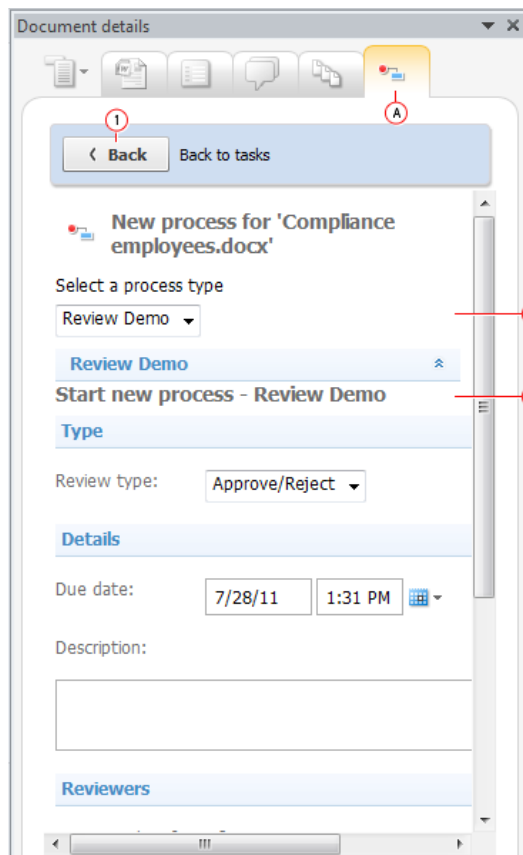 Document details
A
1
Back
Back to tasks
New process for 'Compliance
employees.docx'
Select a process type
Review Demo
Review Demo
Start new process - Review Demo
Type
Review type:
Approve/Reject
Details
Due date:
7/28/11
1:31 PM
Description:
Reviewers